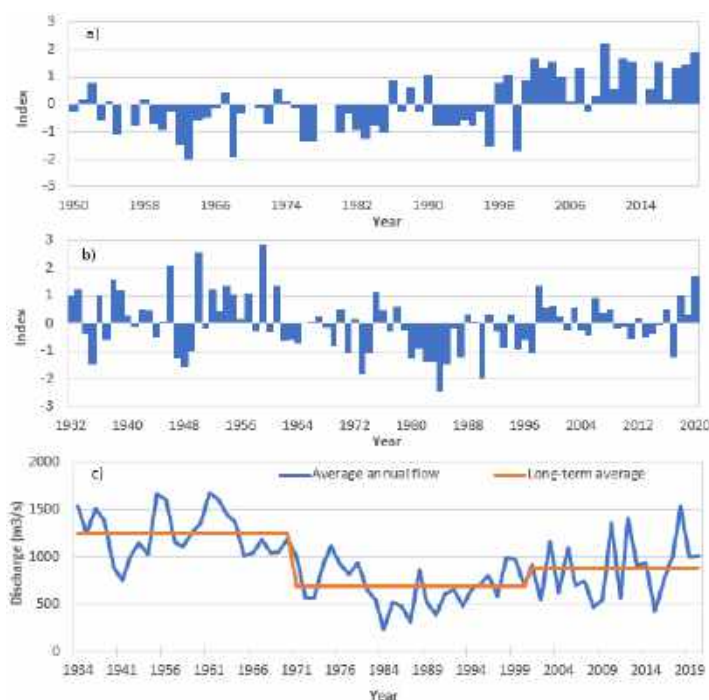 a)
3
2
1
0
-1
-2
-3
Index
1950 1958 1966 1974 1982 1990 1998 2006 2014
Year
b)
3
2
1
0
-1
-2
-3
Index
1932 1940 1948 1956 1964 1972 1980 1988 1996 2004 2012 2020
Year
c)
Average annual flow Long-term average
2000
1500
1000
500
0
Discharge (m3/s)
1934 1941 1956 1961 1966 1971 1976 1984 1989 1994 1999 2004 2009 2014 2019
Year